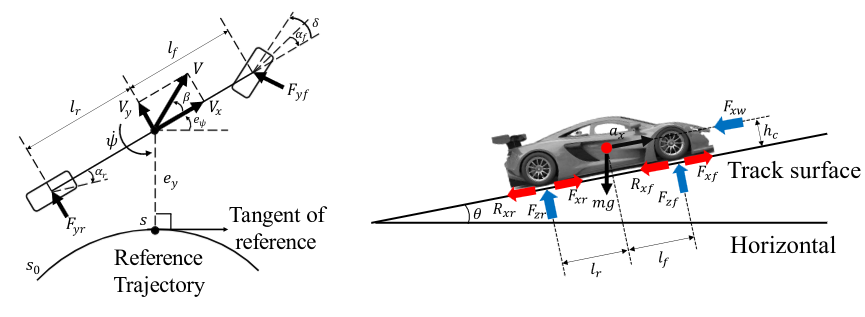 δ
α_f
l_f
V
l_r
V_y
β
V_x
F_yf
e_ψ
ψ̇
α_r
e_y
F_yr
s
Tangent of
reference
s_0
Reference
Trajectory
F_xw
a_x
h_c
Track surface
R_xf
F_xf
θ
R_xr
F_zr
F_xr
mg
F_zf
Horizontal
l_r
l_f